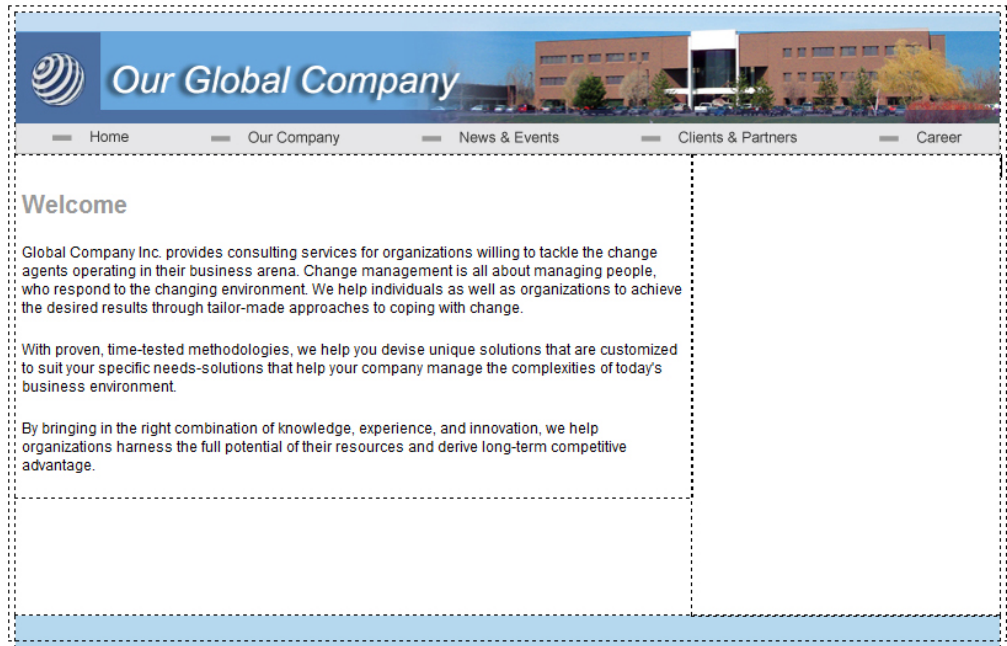 Our Global Company
Home Our Company News & Events Clients & Partners Career
Welcome
Global Company Inc. provides consulting services for organizations willing to tackle the change
agents operating in their business arena. Change management is all about managing people,
who respond to the changing environment. We help individuals as well as organizations to achieve
the desired results through tailor-made approaches to coping with change.
With proven, time-tested methodologies, we help you devise unique solutions that are customized
to suit your specific needs-solutions that help your company manage the complexities of today's
business environment.
By bringing in the right combination of knowledge, experience, and innovation, we help
organizations harness the full potential of their resources and derive long-term competitive
advantage.